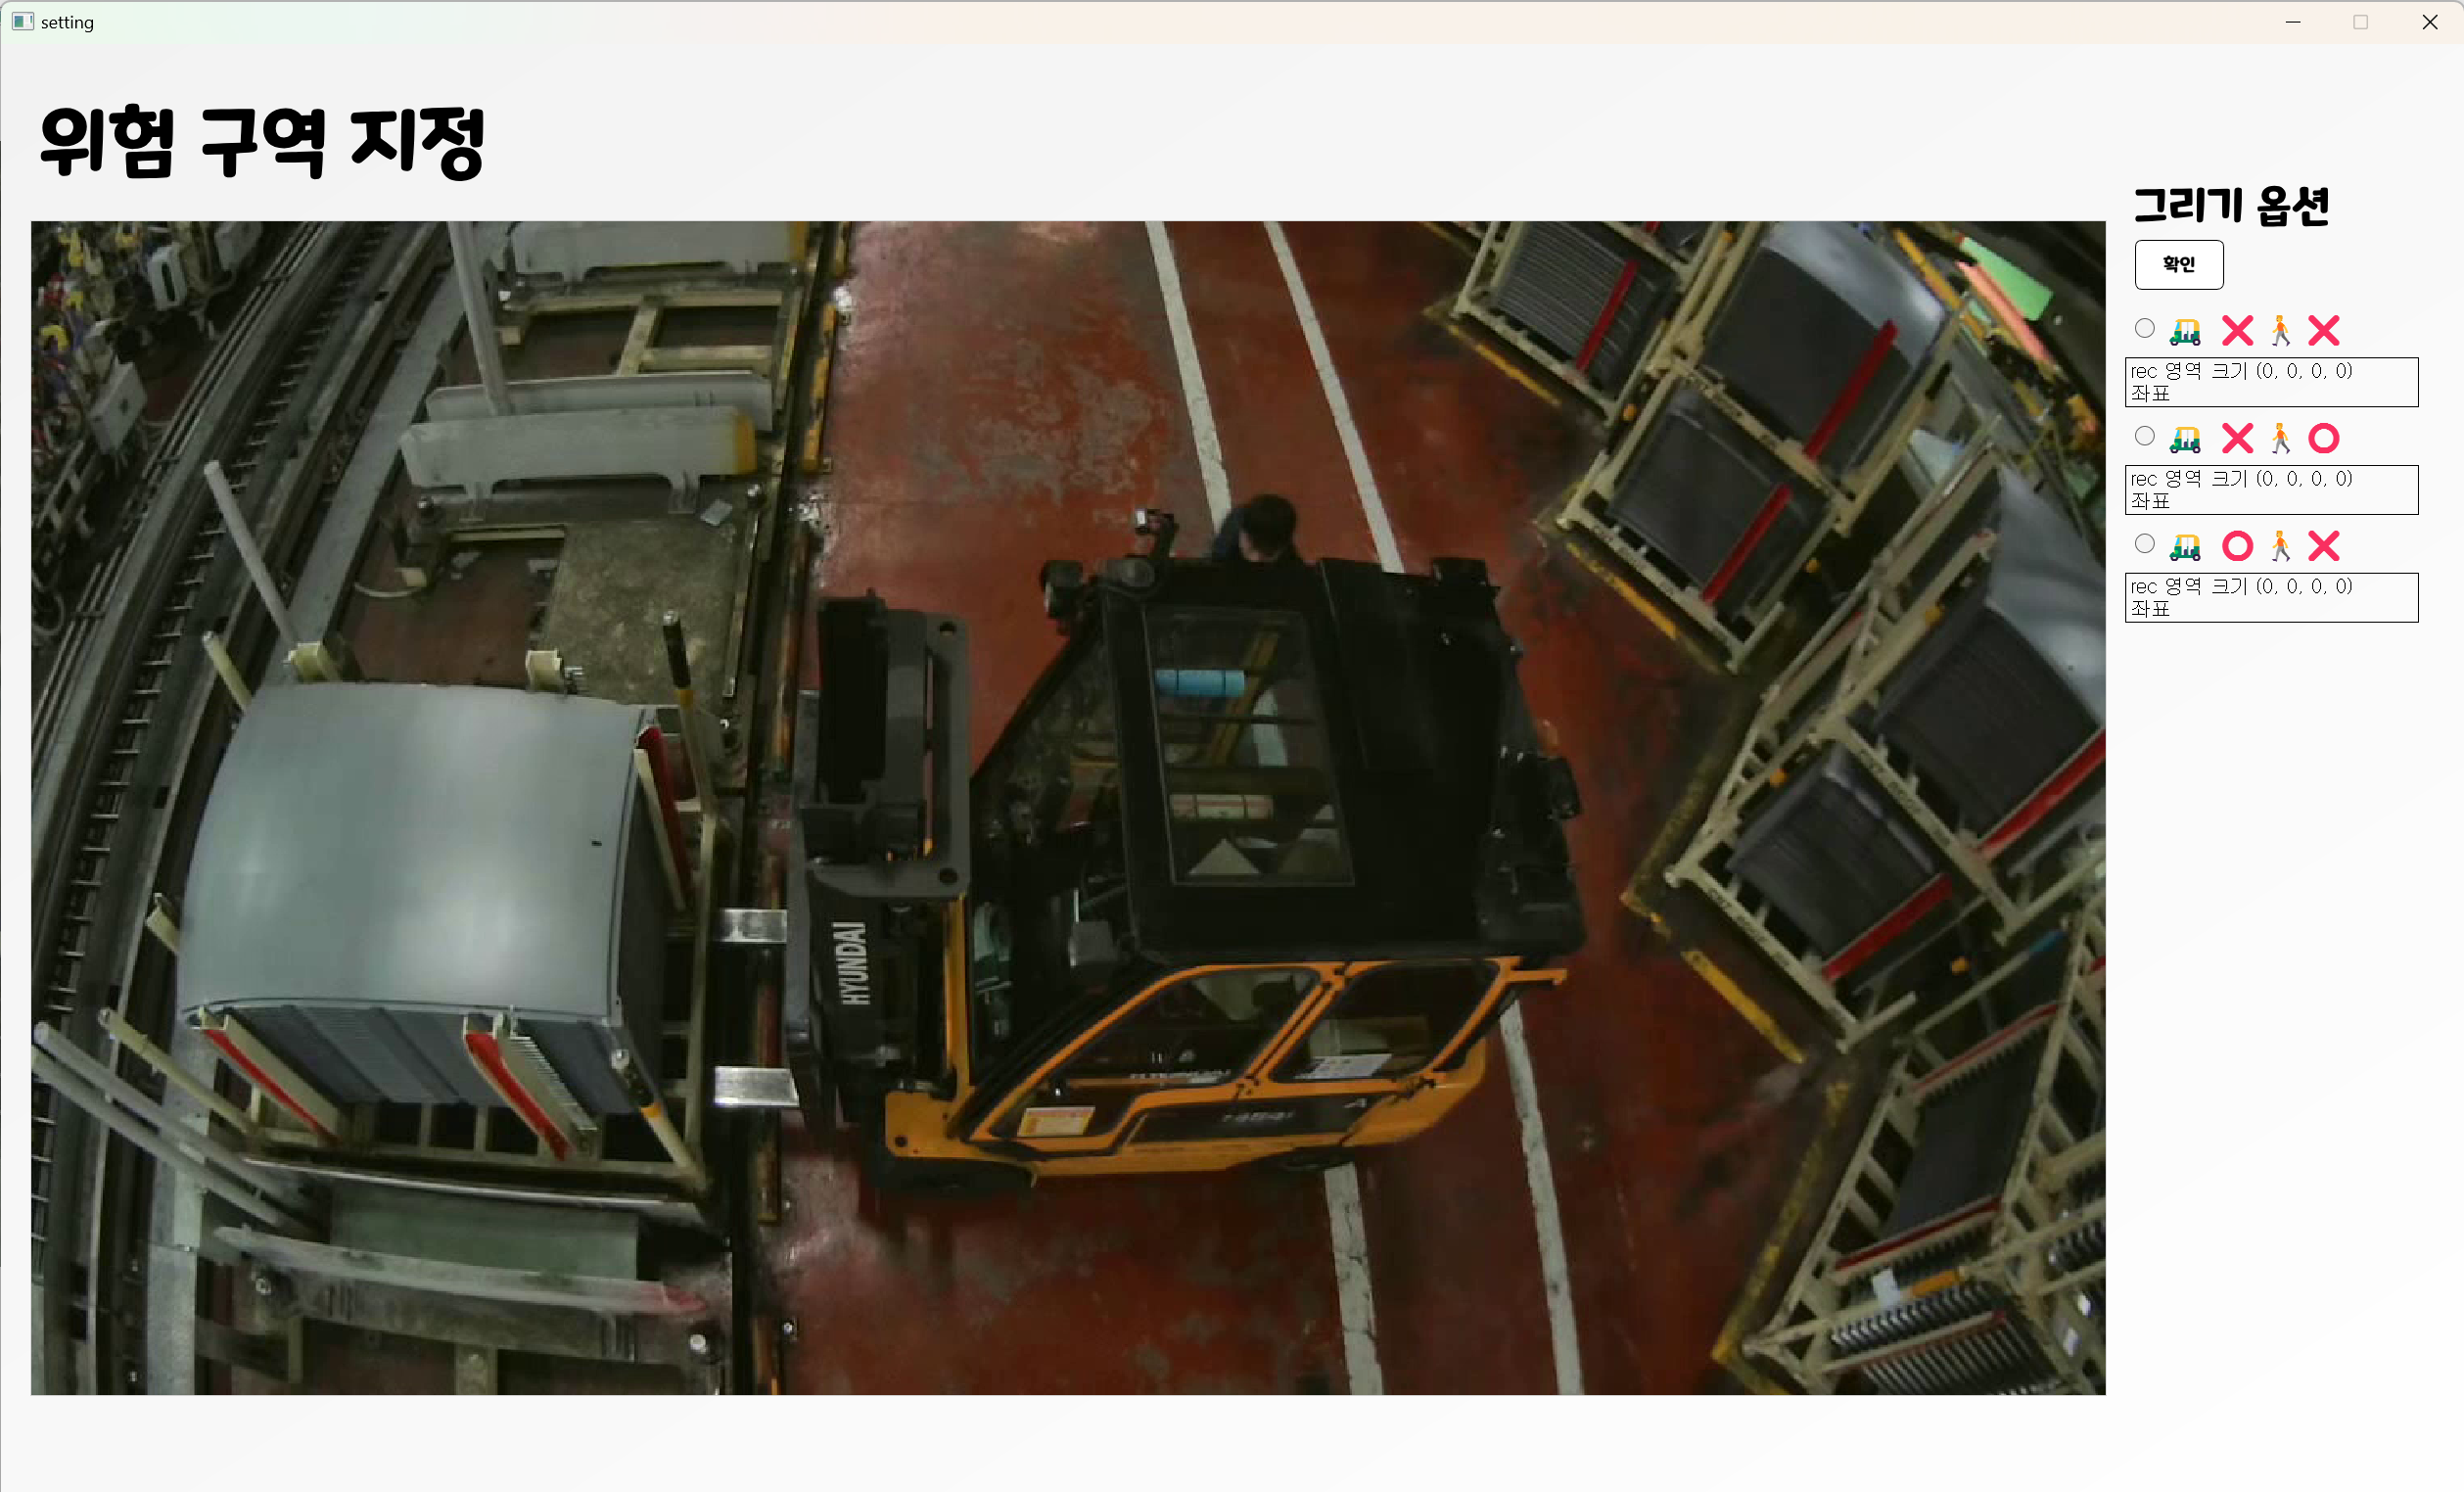 setting
위험 구역 지정
그리기 옵션
확인
rec 영역 크기 (0, 0, 0, 0)
좌표
rec 영역 크기 (0, 0, 0, 0)
좌표
rec 영역 크기 (0, 0, 0, 0)
좌표
HYUNDAI